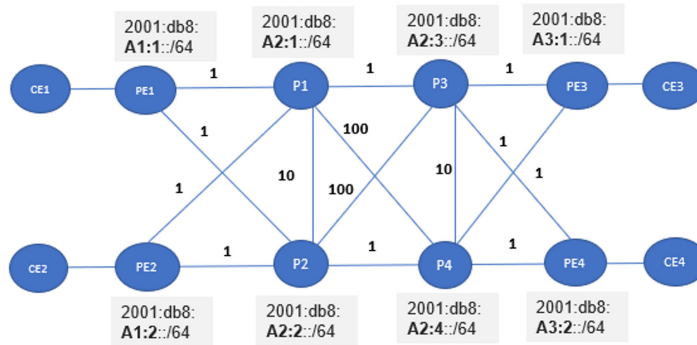 2001:db8:
A1:1::/64
2001:db8:
A2:1::/64
2001:db8:
A2:3::/64
2001:db8:
A3:1::/64
1
1
1
CE1
PE1
P1
P3
PE3
CE3
1
100
1
1
10
100
10
1
1
1
1
CE2
PE2
P2
P4
PE4
CE4
2001:db8:
A1:2::/64
2001:db8:
A2:2::/64
2001:db8:
A2:4::/64
2001:db8:
A3:2::/64